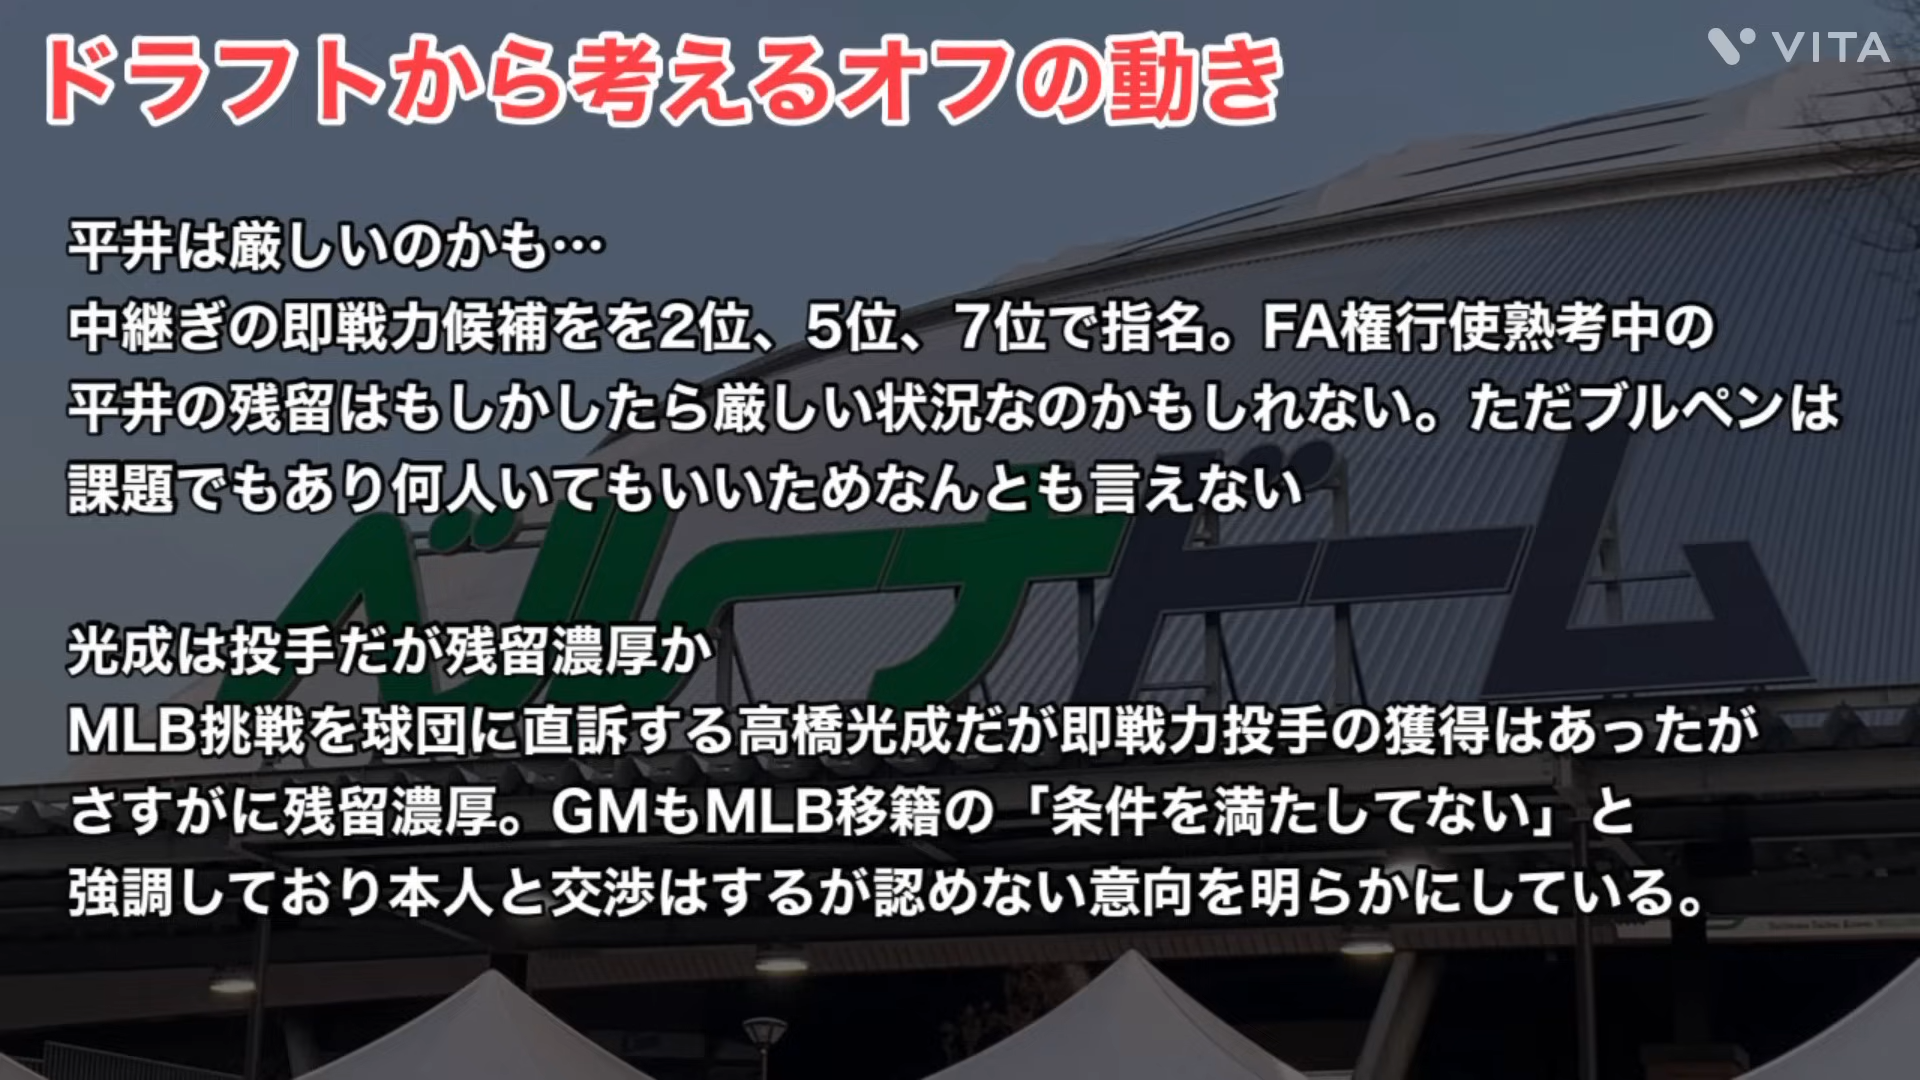 ドラフトから考えるオフの動き
VITA
平井は厳しいのかも…
中継ぎの即戦力候補をを2位、5位、7位で指名。FA権行使熟考中の
平井の残留はもしかしたら厳しい状況なのかもしれない。ただブルペンは
課題でもあり何人いてもいいためなんとも言えない
ベルーナドーム
光成は投手だが残留濃厚か
MLB挑戦を球団に直訴する高橋光成だが即戦力投手の獲得はあったが
さすがに残留濃厚。GMもMLB移籍の「条件を満たしてない」と
強調しており本人と交渉はするが認めない意向を明らかにしている。